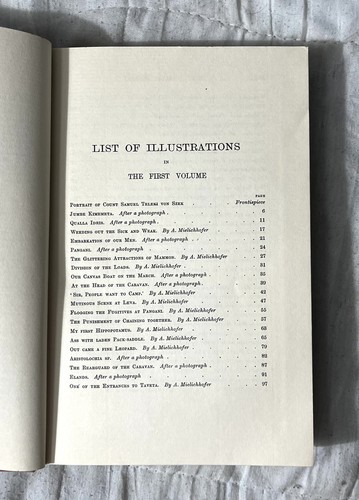 LIST OF ILLUSTRATIONS
IN
THE FIRST VOLUME
PAGE
PORTRAIT OF COUNT SAMUEL TELEKI VON SZEK . . Frontispiece
JUMBE KIMEMETA. After a photograph . . . . 6
QUALLA IDRIS. After a photograph . . . . 11
WEEDING OUT THE SICK AND WEAK. By A. Mielichhofer . . 17
EMBARKATION OF OUR MEN. After a photograph . . . 21
PANGANI. After a photograph . . . . 24
THE GLITTERING ATTRACTIONS OF MAMMON. By A. Mielichhofer . 27
DIVISION OF THE LOADS. By A. Mielichhofer . . . 31
OUR CANVAS BOAT ON THE MARCH. After a photograph . . 35
AT THE HEAD OF THE CARAVAN. After a photograph . . 39
'SIR, PEOPLE WANT TO CAMP.' By A. Mielichhofer . . 42
MUTINOUS SCENE AT LEWA. By A. Mielichhofer . . . 47
FLOGGING THE FUGITIVES AT PANGANI. By A. Mielichhofer . . 55
THE PUNISHMENT OF CHAINING TOGETHER. By A. Mielichhofer . 57
MY FIRST HIPPOPOTAMUS. By A. Mielichhofer . . . 63
ASS WITH LADEN PACK-SADDLE. By A. Mielichhofer . . 65
OUT CAME A FINE LEOPARD. By A. Mielichhofer . . . 79
ARISTOLOCHIA SP. After a photograph . . . . 83
THE REARGUARD OF THE CARAVAN. After a photograph . . 87
ELANDS. After a photograph . . . . 91
ONE OF THE ENTRANCES TO TAVETA. By A. Mielichhofer . . 97